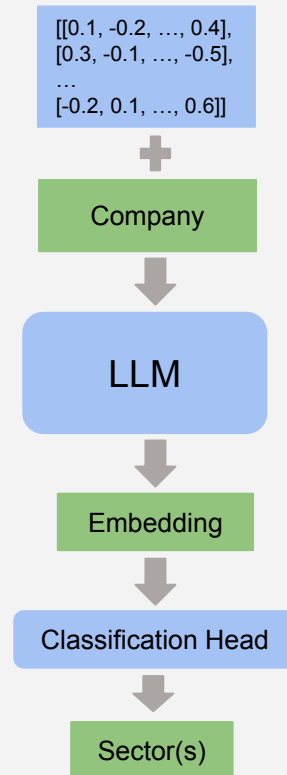 [[0.1, -0.2, …, 0.4],
[0.3, -0.1, …, -0.5],
…
[-0.2, 0.1, …, 0.6]]
Company
LLM
Embedding
Classification Head
Sector(s)